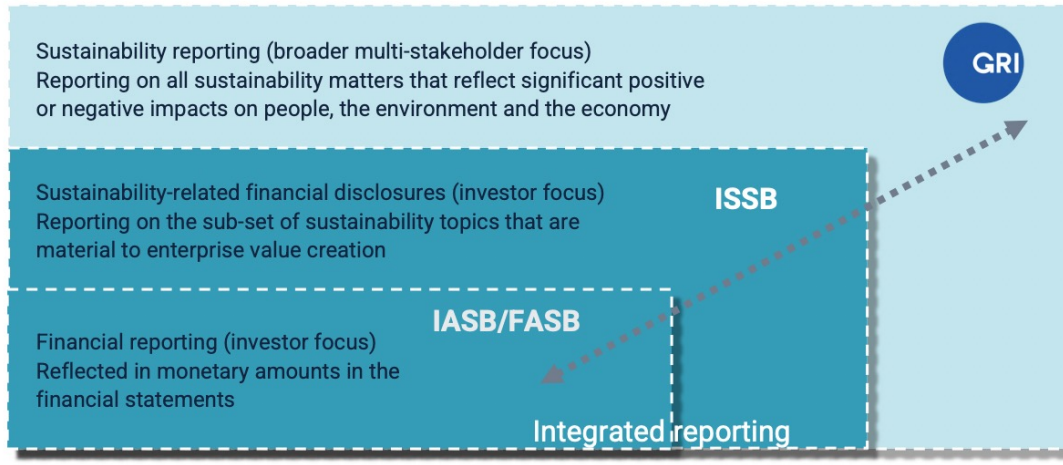 Sustainability reporting (broader multi-stakeholder focus)
Reporting on all sustainability matters that reflect significant positive
or negative impacts on people, the environment and the economy
GRI
Sustainability-related financial disclosures (investor focus)
Reporting on the sub-set of sustainability topics that are
material to enterprise value creation
ISSB
IASB/FASB
Financial reporting (investor focus)
Reflected in monetary amounts in the
financial statements
Integrated reporting